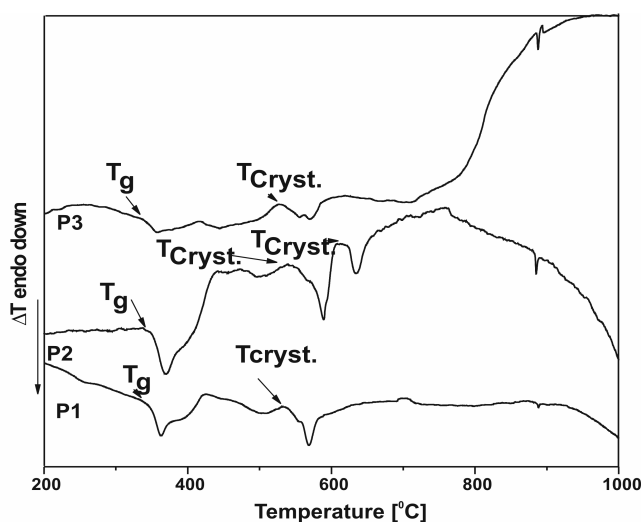 Tg
TCryst.
P3
TCryst.
TCryst.
ΔT endo down
Tg
P2
Tg
Tcryst.
P1
200 400 600 800 1000
Temperature [⁰C]